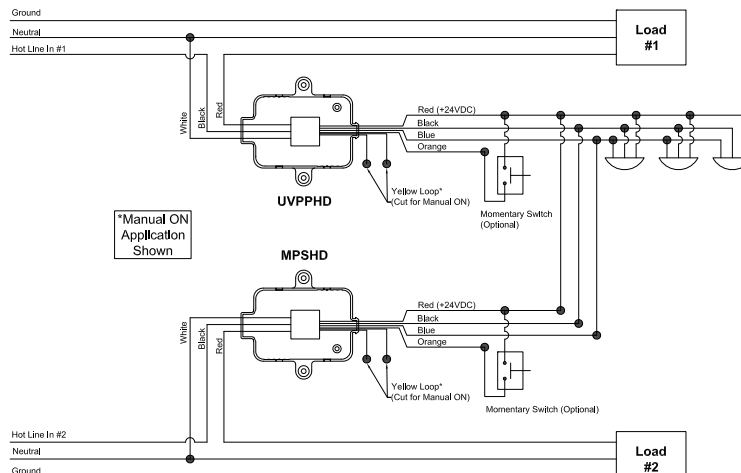 Ground
Neutral
Hot Line In #1
Load
#1
White
Black
Red
Red (+24VDC)
Black
Blue
Orange
Yellow Loop*
(Cut for Manual ON)
Momentary Switch
(Optional)
UVPPHD
*Manual ON
Application
Shown
MPSHD
White
Black
Red
Red (+24VDC)
Black
Blue
Orange
Yellow Loop*
(Cut for Manual ON)
Momentary Switch (Optional)
Hot Line In #2
Neutral
Ground
Load
#2